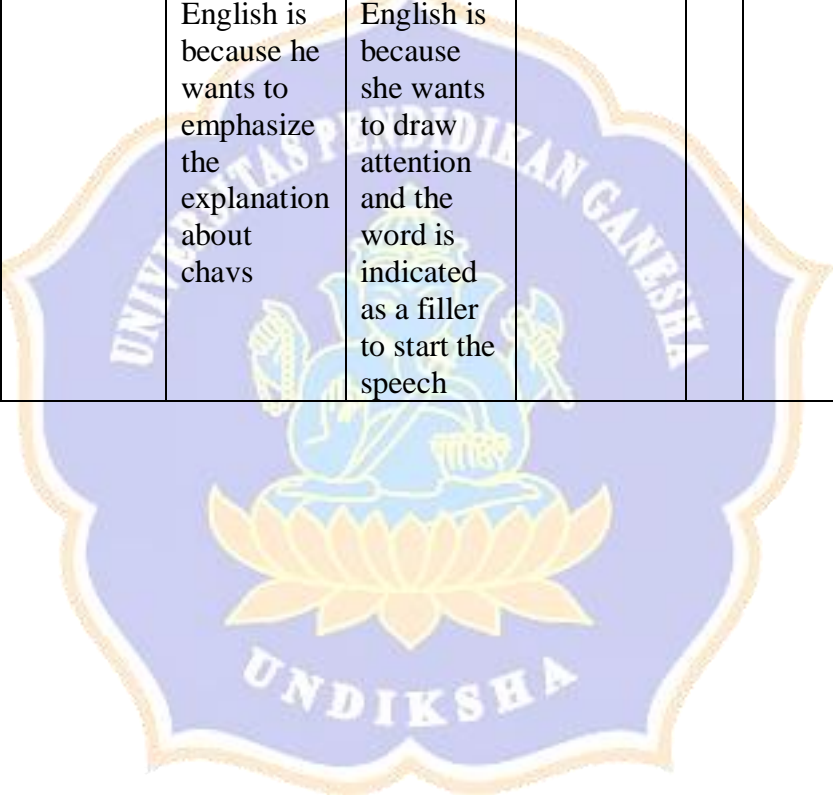 English is
because he
wants to
emphasize
the
explanation
about
chavs
English is
because
she wants
to draw
attention
and the
word is
indicated
as a filler
to start the
speech
UNIVERSITAS PENDIDIKAN GANESHA
UNDIKSHA